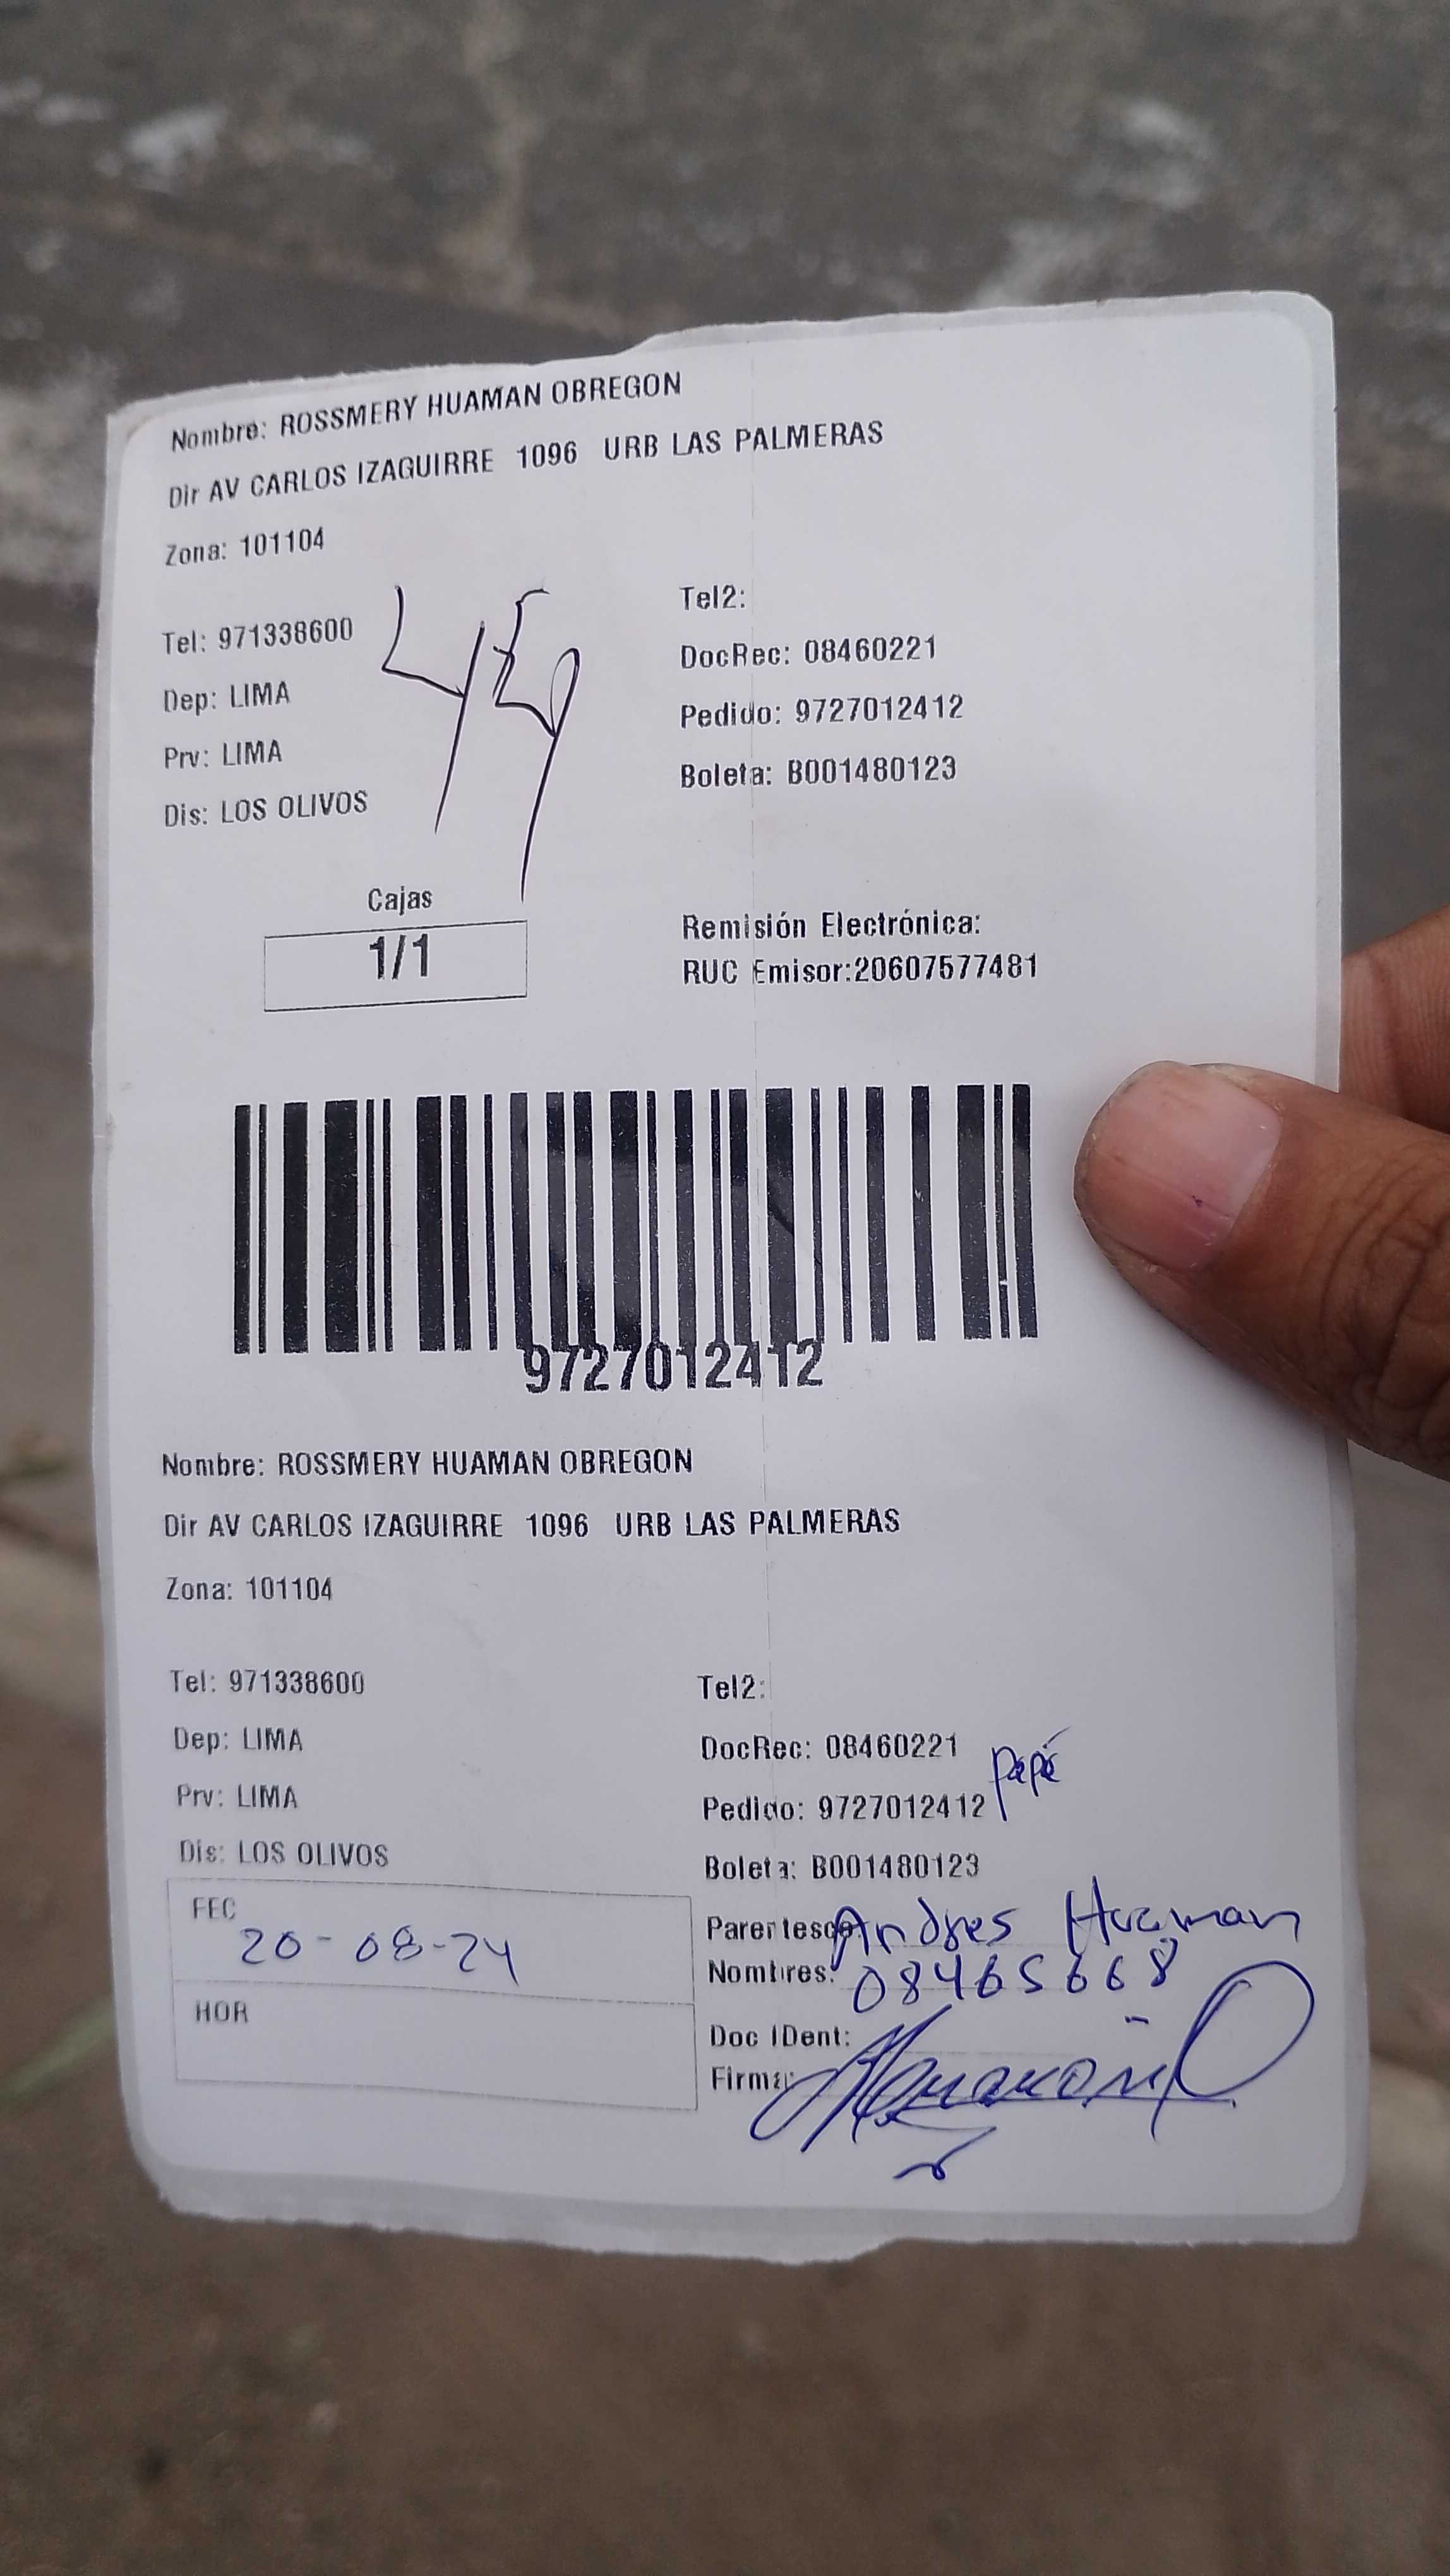 Nombre: ROSSMERY HUAMAN OBREGON
Dir AV CARLOS IZAGUIRRE 1096 URB LAS PALMERAS
Zona: 101104
Tel: 971338600
Tel2:
DocRec: 08460221
Dep: LIMA
Pedido: 9727012412
Prv: LIMA
Boleta: B001480123
Dis: LOS OLIVOS
Cajas
1/1
Remisión Electrónica:
RUC Emisor:20607577481
9727012412
Nombre: ROSSMERY HUAMAN OBREGON
Dir AV CARLOS IZAGUIRRE 1096 URB LAS PALMERAS
Zona: 101104
Tel: 971338600
Tel2:
Dep: LIMA
DocRec: 08460221
papá
Prv: LIMA
Pedido: 9727012412
Dis: LOS OLIVOS
Boleta: B001480123
FEC
20-08-24
Parentesco: Andres Huaman
Nombres: 08465668
HOR
Doc IDent:
Firma: